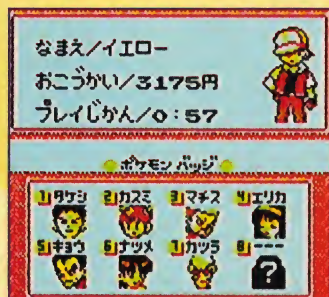 なまえ/イエロー
おこづかい/3175円
プレイじかん/0:57
ポケモン バッジ
1 タケシ 2 カスミ 3 マチス 4 エリカ
5 キョウ 6 ナツメ 7 カツラ 8 ---
?